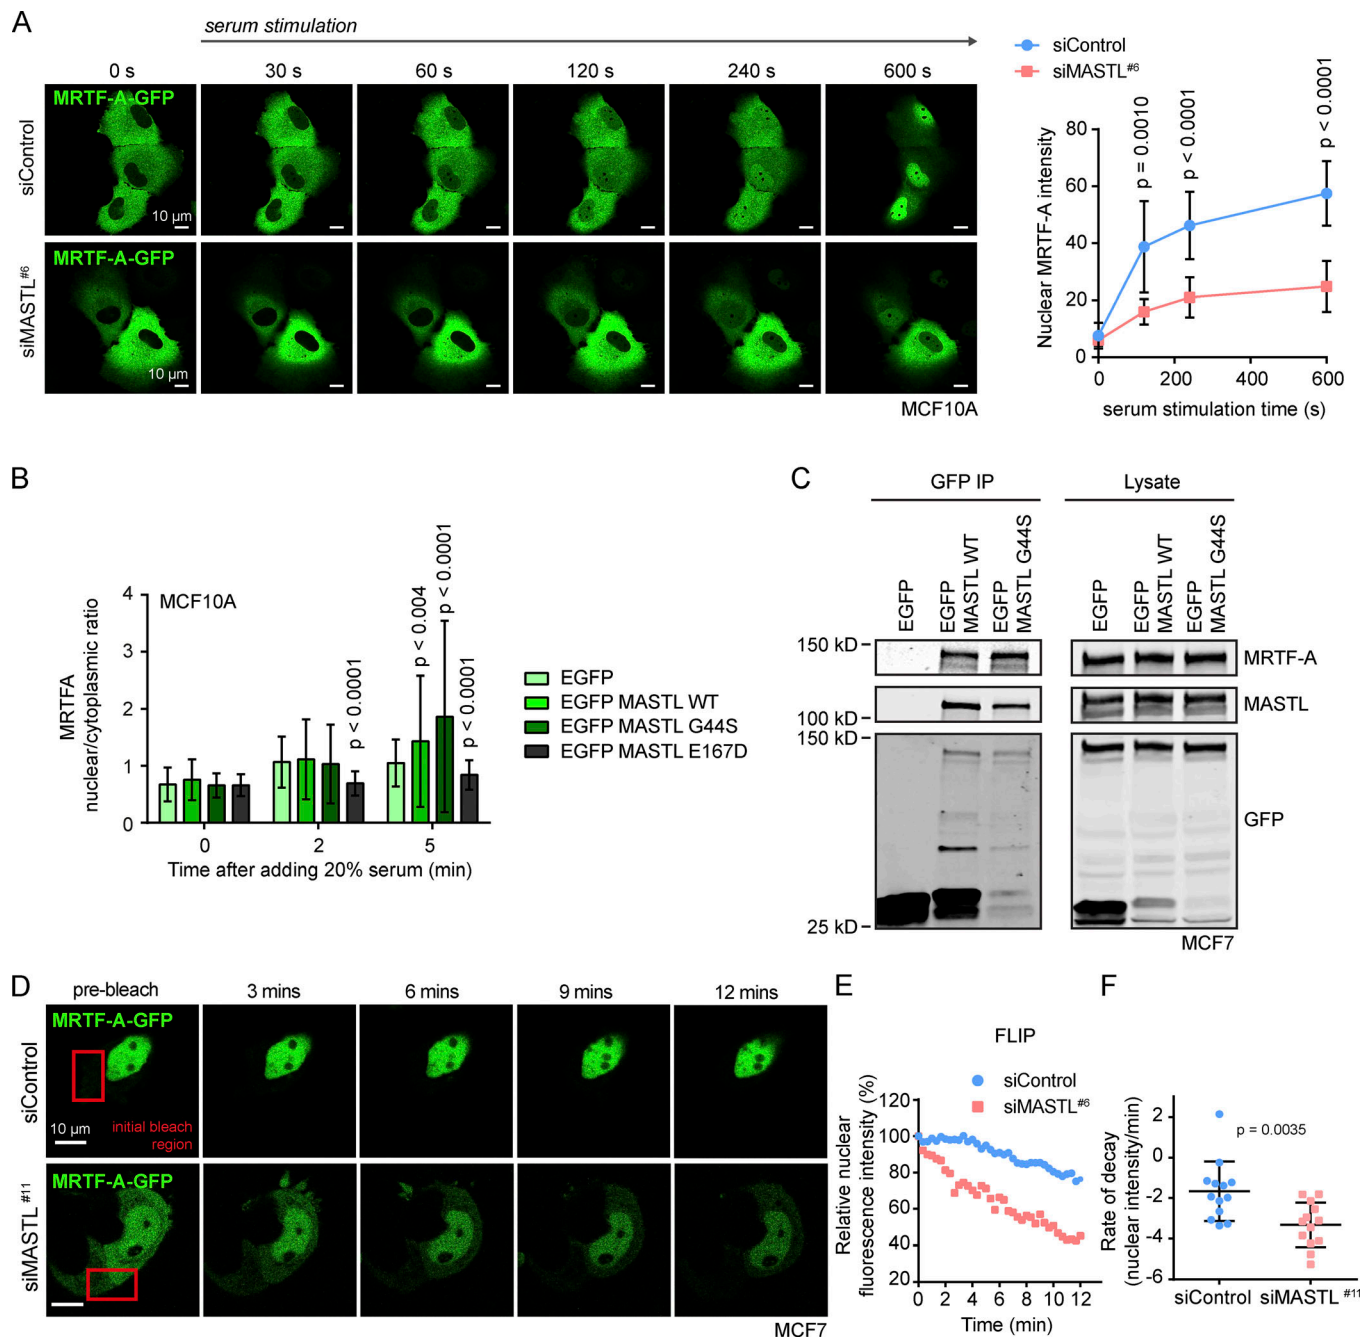 A
serum stimulation
0 s
30 s
60 s
120 s
240 s
600 s
siControl
MRTF-A-GFP
10 µm
siMASTL#6
MRTF-A-GFP
10 µm
MCF10A
siControl
siMASTL#6
Nuclear MRTF-A intensity
80
60
40
20
0
p = 0.0010
p < 0.0001
p < 0.0001
0
200
400
600
serum stimulation time (s)
B
MCF10A
MRTFA
nuclear/cytoplasmic ratio
4
3
2
1
0
p < 0.0001
p < 0.004
p < 0.0001
p < 0.0001
0
2
5
Time after adding 20% serum (min)
EGFP
EGFP MASTL WT
EGFP MASTL G44S
EGFP MASTL E167D
C
GFP IP
Lysate
EGFP
EGFP
MASTL WT
EGFP
MASTL G44S
EGFP
EGFP
MASTL WT
EGFP
MASTL G44S
150 kD
MRTF-A
100 kD
MASTL
150 kD
GFP
25 kD
MCF7
D
pre-bleach
3 mins
6 mins
9 mins
12 mins
siControl
MRTF-A-GFP
10 µm
initial bleach
region
siMASTL#11
MRTF-A-GFP
MCF7
E
FLIP
siControl
siMASTL#6
Relative nuclear
fluorescence intensity (%)
120
100
80
60
40
20
0
2
4
6
8
10
12
Time (min)
F
Rate of decay
(nuclear intensity/min)
2
0
-2
-4
-6
p = 0.0035
siControl
siMASTL#11